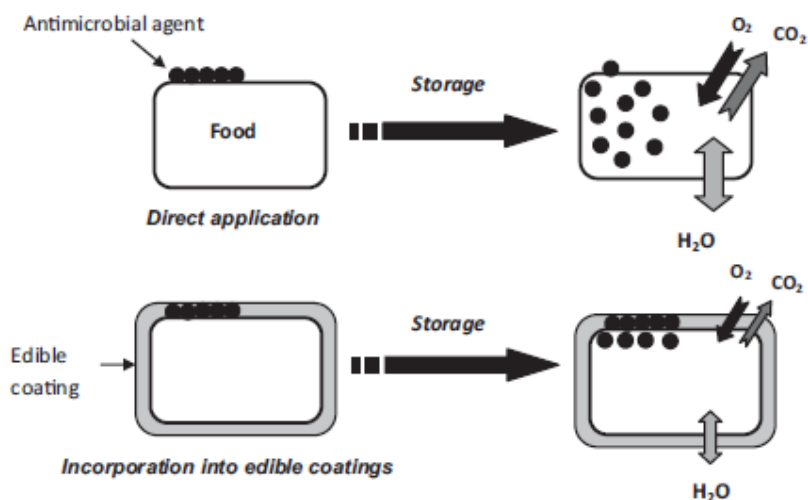 Antimicrobial agent
Food
Direct application
Storage
O₂
CO₂
H₂O
Edible
coating
Incorporation into edible coatings
Storage
O₂
CO₂
H₂O